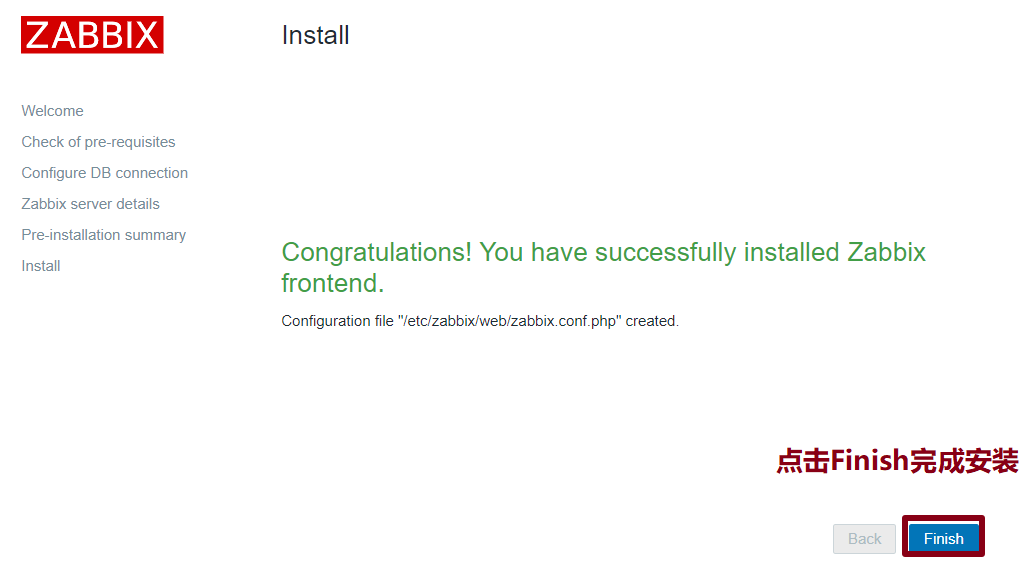 ZABBIX
Install
Welcome
Check of pre-requisites
Configure DB connection
Zabbix server details
Pre-installation summary
Install
Congratulations! You have successfully installed Zabbix
frontend.
Configuration file "/etc/zabbix/web/zabbix.conf.php" created.
点击Finish完成安装
Back
Finish